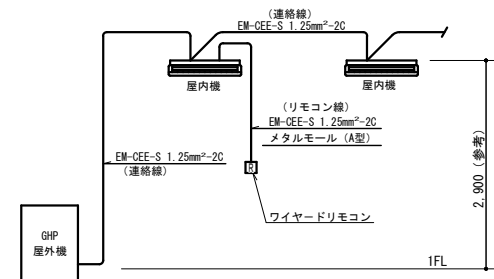 (連絡線)
EM-CEE-S 1.25mm²-2C
屋内機
屋内機
(リモコン線)
EM-CEE-S 1.25mm²-2C
メタルモール (A型)
EM-CEE-S 1.25mm²-2C
(連絡線)
R
ワイヤードリモコン
2,900 (参考)
GHP
屋外機
1FL